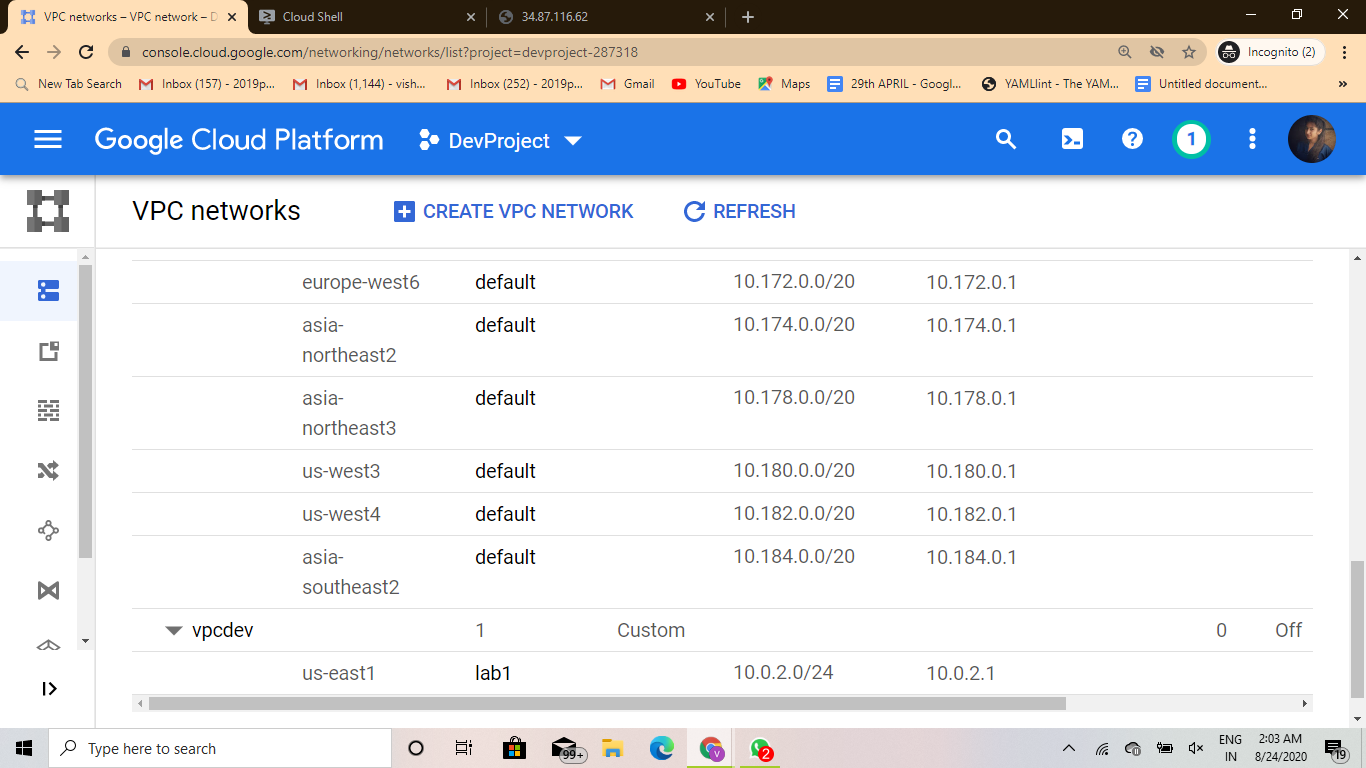 VPC networks – VPC network – D
Cloud Shell
34.87.116.62
console.cloud.google.com/networking/networks/list?project=devproject-287318
Incognito (2)
New Tab Search
Inbox (157) - 2019p...
Inbox (1,144) - vish...
Inbox (252) - 2019p...
Gmail
YouTube
Maps
29th APRIL - Googl...
YAMLlint - The YAM...
Untitled document...
»
Google Cloud Platform
DevProject
1
VPC networks
CREATE VPC NETWORK
REFRESH
europe-west6 default 10.172.0.0/20 10.172.0.1
asia- default 10.174.0.0/20 10.174.0.1
northeast2
asia- default 10.178.0.0/20 10.178.0.1
northeast3
us-west3 default 10.180.0.0/20 10.180.0.1
us-west4 default 10.182.0.0/20 10.182.0.1
asia- default 10.184.0.0/20 10.184.0.1
southeast2
vpcdev 1 Custom 0 Off
us-east1 lab1 10.0.2.0/24 10.0.2.1
Type here to search
99+
V
2
ENG
IN
2:03 AM
8/24/2020
19